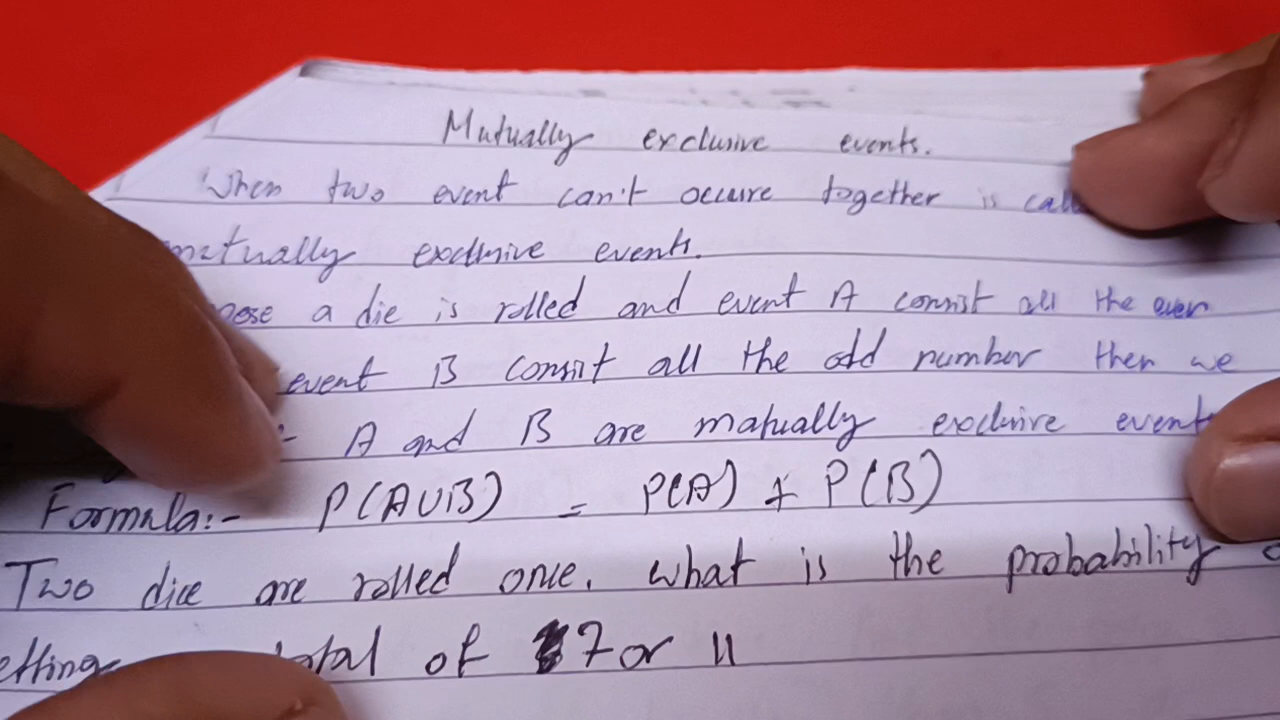 Mutually exclusive events.
When two event can't occure together is
mutually exclusive events.
a die is rolled and event A consist all the even
event B consist all the odd number then we
A and B are mutually exclusive events
Formula:- P(AUB) = P(A) + P(B)
Two dice are rolled once. What is the probability
total of 7 or 11